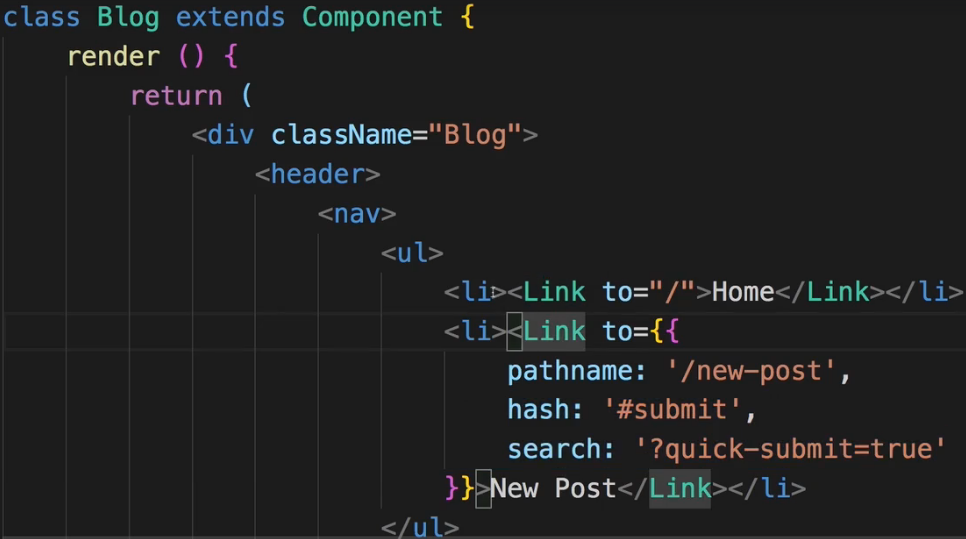 class Blog extends Component {
render () {
return (
<div className="Blog">
<header>
<nav>
<ul>
<li><Link to="/">Home</Link></li>
<li><Link to={{
pathname: '/new-post',
hash: '#submit',
search: '?quick-submit=true'
}}>New Post</Link></li>
</ul>